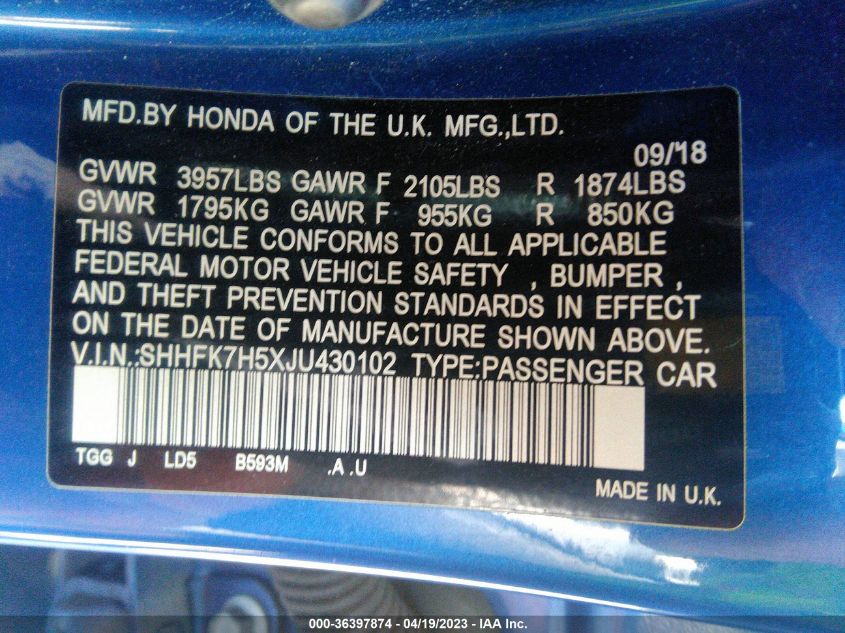 MFD.BY HONDA OF THE U.K. MFG.,LTD.
09/18
GVWR 3957LBS GAWR F 2105LBS R 1874LBS
GVWR 1795KG GAWR F 955KG R 850KG
THIS VEHICLE CONFORMS TO ALL APPLICABLE
FEDERAL MOTOR VEHICLE SAFETY , BUMPER ,
AND THEFT PREVENTION STANDARDS IN EFFECT
ON THE DATE OF MANUFACTURE SHOWN ABOVE.
V.I.N.:SHHFK7H5XJU430102 TYPE:PASSENGER CAR
TGG J LD5 B593M .A .U
MADE IN U.K.
000-36397874 - 04/19/2023 - IAA Inc.